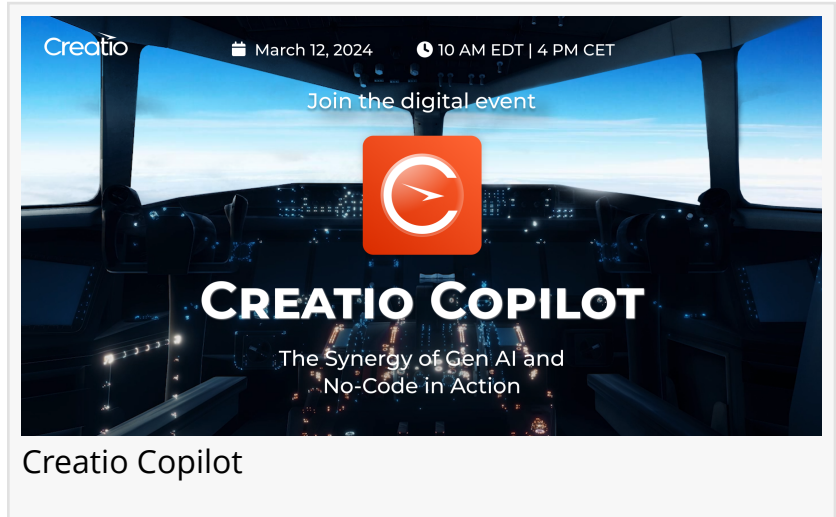 Creatio
March 12, 2024
10 AM EDT | 4 PM CET
Join the digital event
CREATIO COPILOT
The Synergy of Gen AI and
No-Code in Action
Creatio Copilot